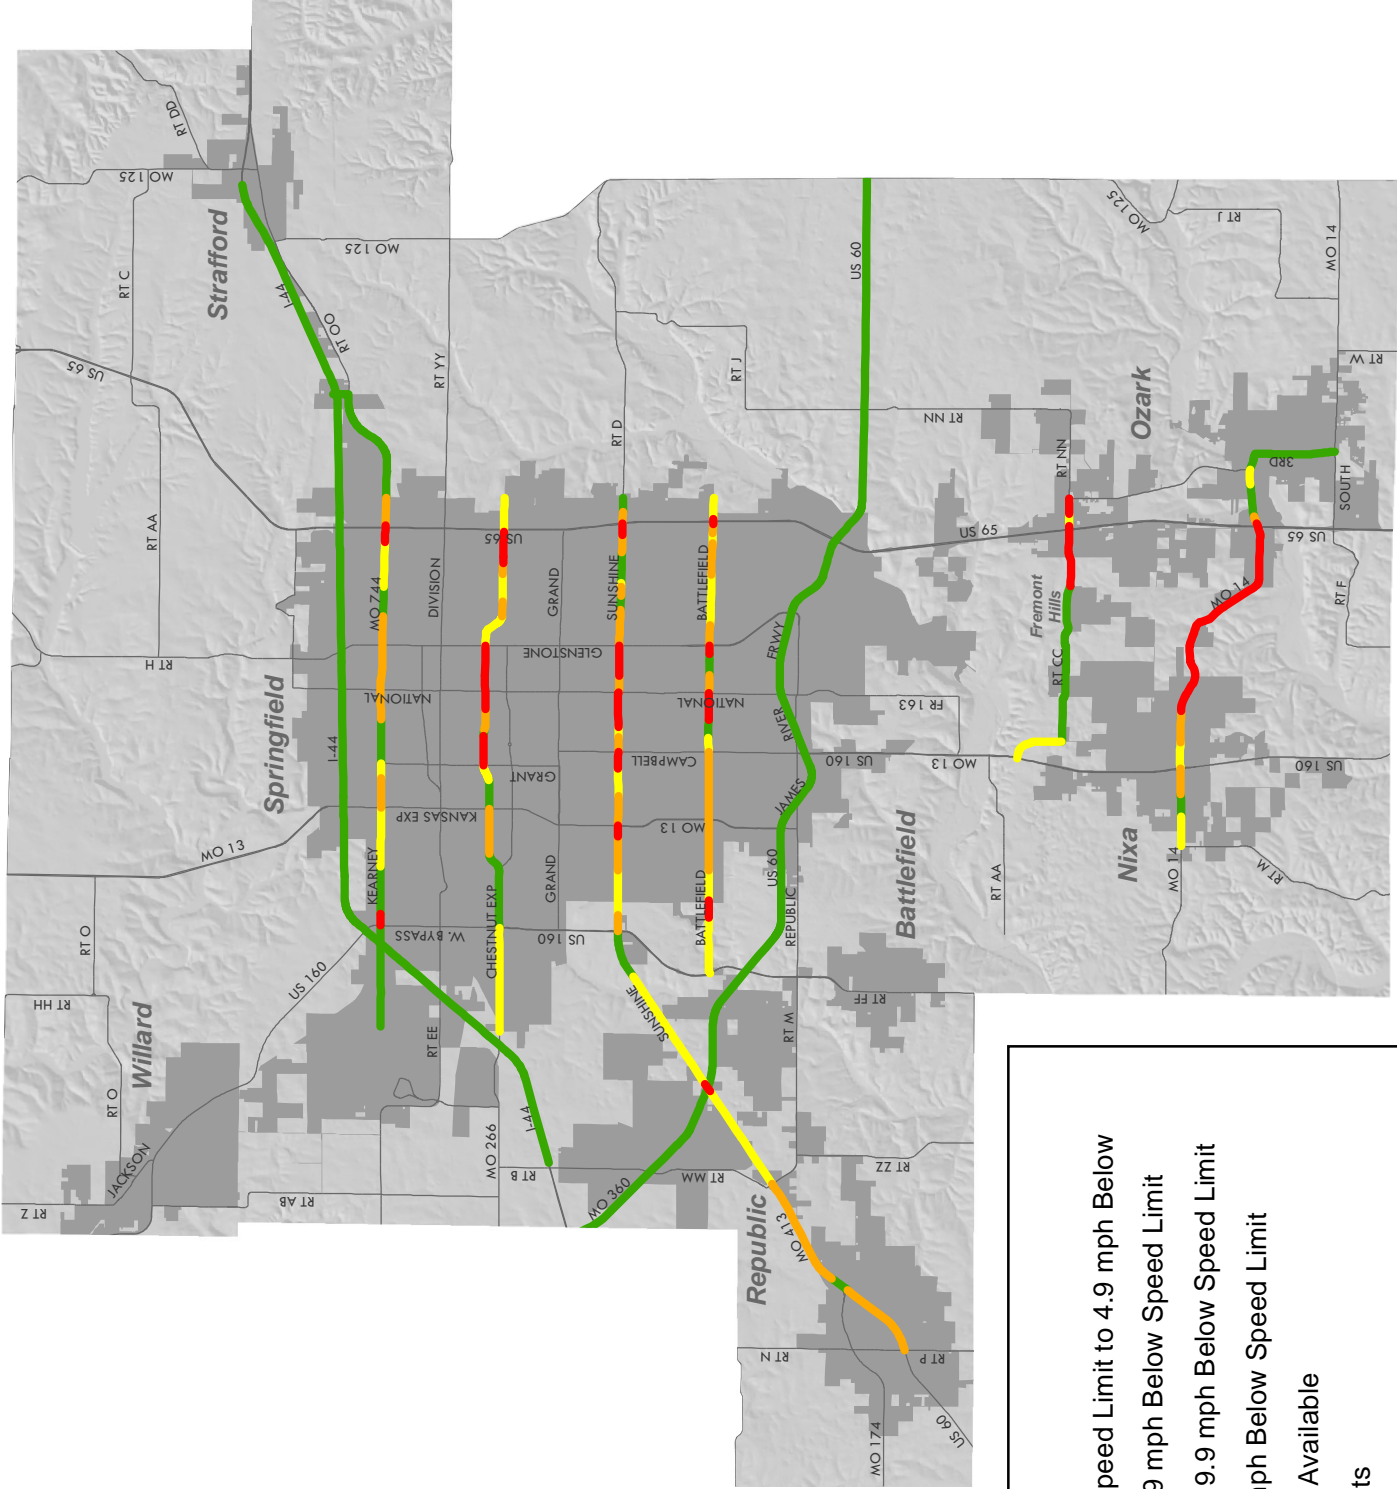 RT DD
MO 125
RT C
Strafford
MO 125
I-44
RT OO
US 65
RT YY
RT AA
RT H
MO 13
RT O
RT HH
RT O
Willard
JACKSON
RT Z
RT AB
US 160
Springfield
I-44
MO 744
KEARNEY
DIVISION
NATIONAL
KANSAS EXP
GRANT
W. BYPASS
CHESTNUT EXP
RT EE
MO 266
I-44
RT B
US 65
GRAND
GRAND
GLENSTONE
SUNSHINE
RT D
RT J
CAMPBELL
MO 13
US 160
SUNSHINE
BATTLEFIELD
NATIONAL
BATTLEFIELD
US 60
JAMES
RIVER
FRWY
US 60
REPUBLIC
RT M
RT MM
MO 360
RT ZZ
RT FF
Battlefield
Republic
MO 413
RT N
RT P
MO 174
US 60
US 160
MO 13
FR 163
RT AA
RT NN
US 65
RT NN
Fremont
Hills
RT CC
MO 125
RT J
MO 14
Ozark
3RD
SOUTH
RT W
US 65
RT F
MO 14
US 160
Nixa
MO 14
RT M
peed Limit to 4.9 mph Below
9 mph Below Speed Limit
9.9 mph Below Speed Limit
mph Below Speed Limit
Available
ts